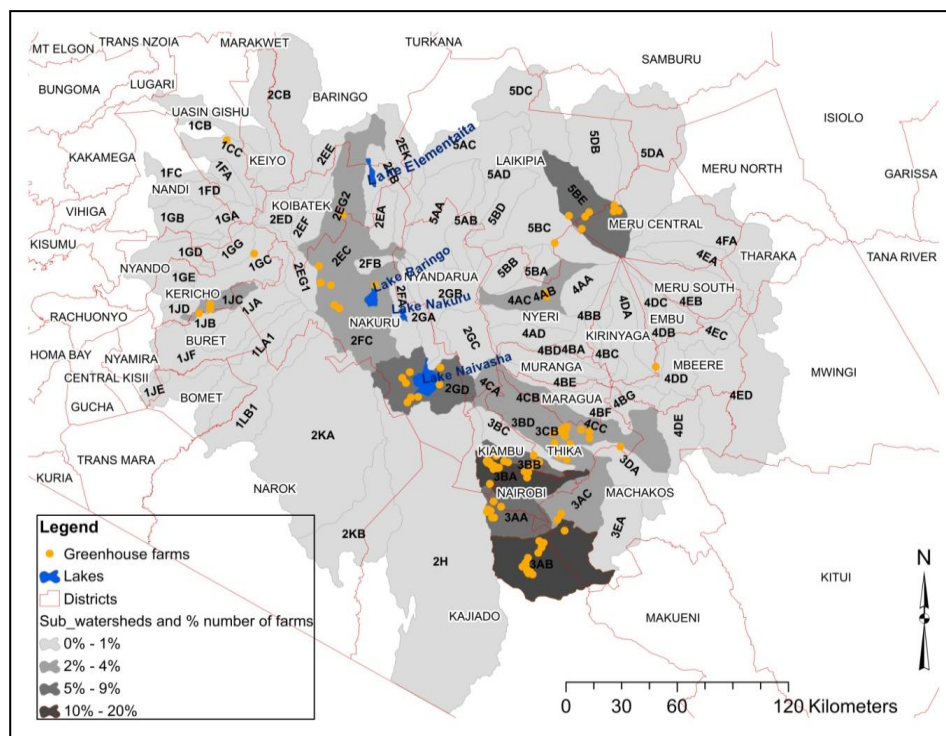 TRANS NZOIA
MARAKWET
TURKANA
MT ELGON
SAMBURU
LUGARI
BUNGOMA
2CB
BARINGO
5DC
UASIN GISHU
ISIOLO
1CB
1CC
2EE
2EK
5AC
5DB
5DA
KAKAMEGA
KEIYO
Lake Elementaita
LAIKIPIA
MERU NORTH
1FA
1FC
5AD
GARISSA
NANDI
1FD
5BE
VIHIGA
KOIBATEK
2EG2
2EA
5BD
1GB
1GA
2ED
2EF
5AA
5AB
5BC
MERU CENTRAL
KISUMU
1GG
4FA
1GD
1GC
2EC
4EA
THARAKA
TANA RIVER
NYANDO
2EG1
2FB
Lake Baringo
NYANDARUA
5BB
5BA
4AA
1GE
KERICHO
2FA
2GB
MERU SOUTH
1JD
1JC
1JA
Lake Nakuru
4AC
4AB
4DA
4DC
4EB
RACHUONYO
1JB
NAKURU
2GA
NYERI
4BB
EMBU
BURET
4AD
KIRINYAGA
4DB
4EC
HOMA BAY
NYAMIRA
1JF
1LA1
2FC
2GC
4BD
4BA
4BC
CENTRAL KISII
Lake Naivasha
MURANGA
MBEERE
MWINGI
1JE
BOMET
2GD
4CA
4BE
4DD
GUCHA
4CB
MARAGUA
4BG
4ED
1LB1
4BF
3BC
3BD
3CB
4CC
4DE
2KA
TRANS MARA
KIAMBU
THIKA
3DA
KURIA
3BB
3BA
NAROK
NAIROBI
3AC
MACHAKOS
3AA
3EA
2KB
2H
3AB
N
KITUI
KAJIADO
MAKUENI
Legend
Greenhouse farms
Lakes
Districts
Sub_watersheds and % number of farms
0% - 1%
2% - 4%
5% - 9%
10% - 20%
0 30 60 120 Kilometers